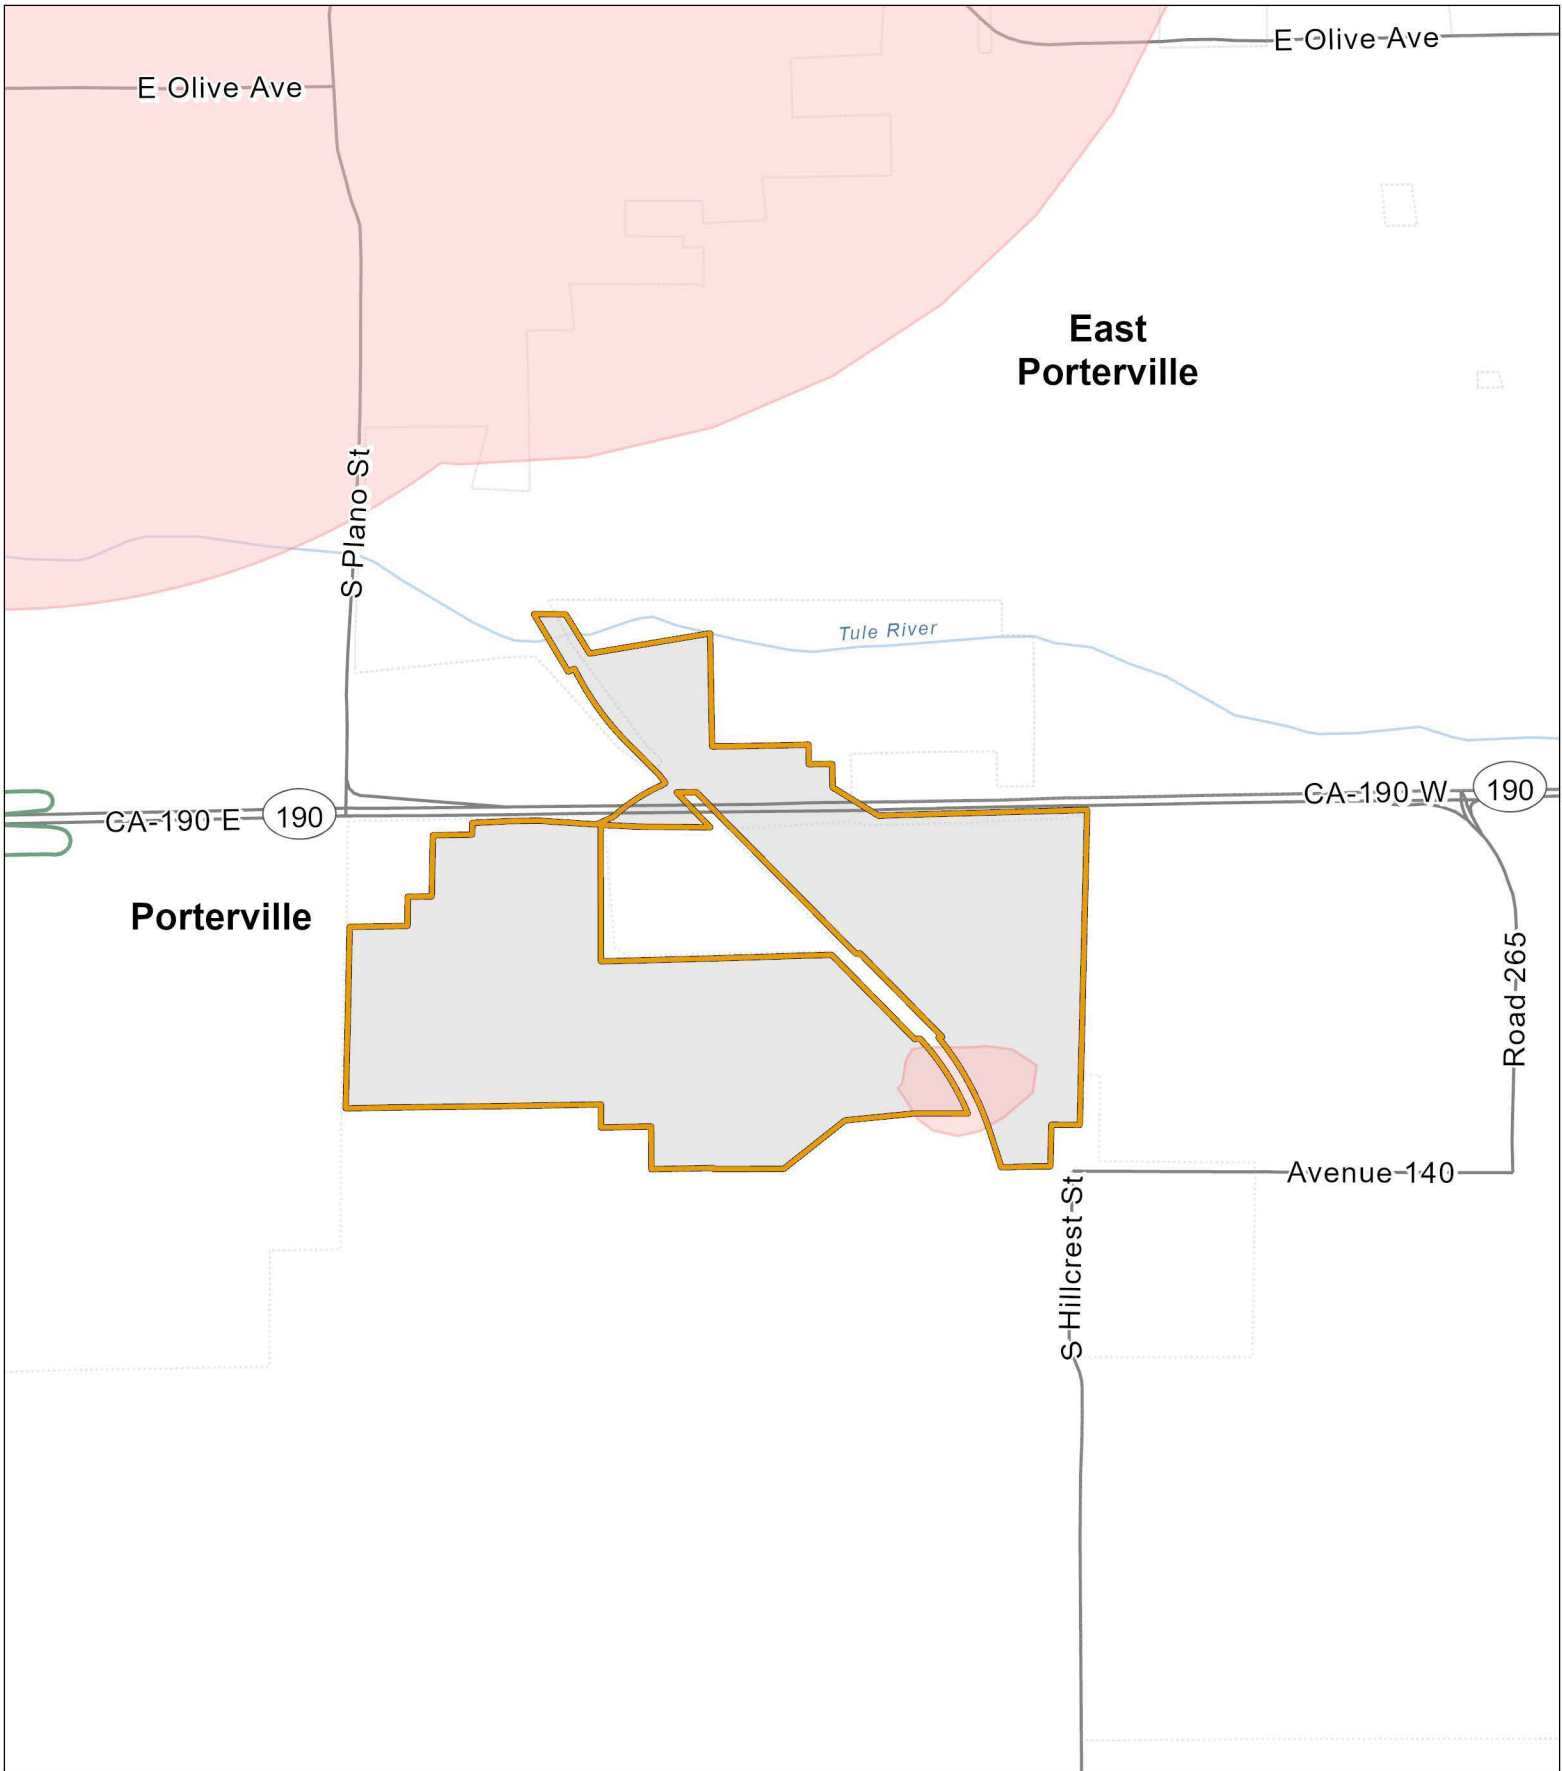 E Olive Ave
E Olive Ave
East
Porterville
S Plano St
Tule River
CA-190 W
190
CA-190 E
190
Porterville
Road 265
Avenue 140
S Hillcrest St